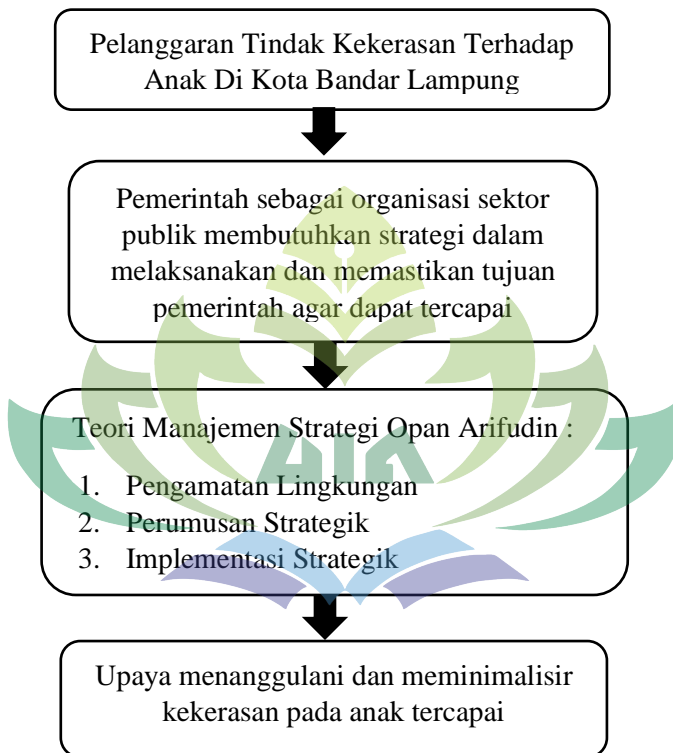 Pelanggaran Tindak Kekerasan Terhadap
Anak Di Kota Bandar Lampung
Pemerintah sebagai organisasi sektor
publik membutuhkan strategi dalam
melaksanakan dan memastikan tujuan
pemerintah agar dapat tercapai
Teori Manajemen Strategi Opan Arifudin :
1. Pengamatan Lingkungan
2. Perumusan Strategik
3. Implementasi Strategik
Upaya menanggulani dan meminimalisir
kekerasan pada anak tercapai